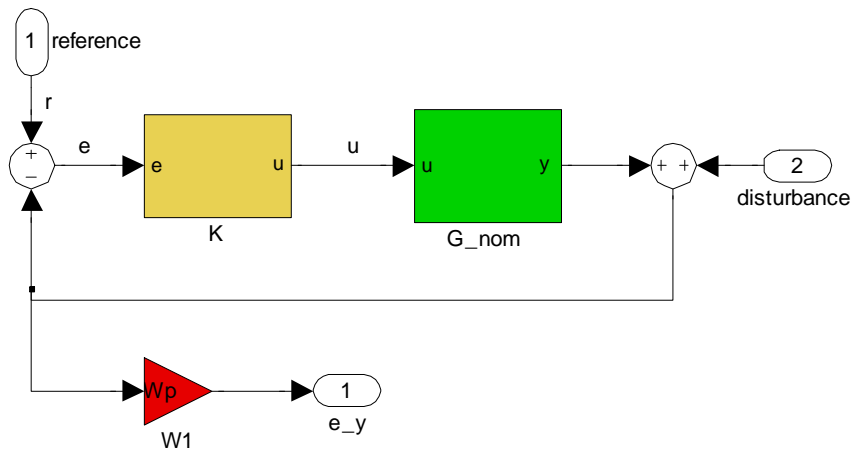 1
reference
r
+
−
e
e
u
K
u
u
y
G_nom
+ +
2
disturbance
Wp
W1
1
e_y